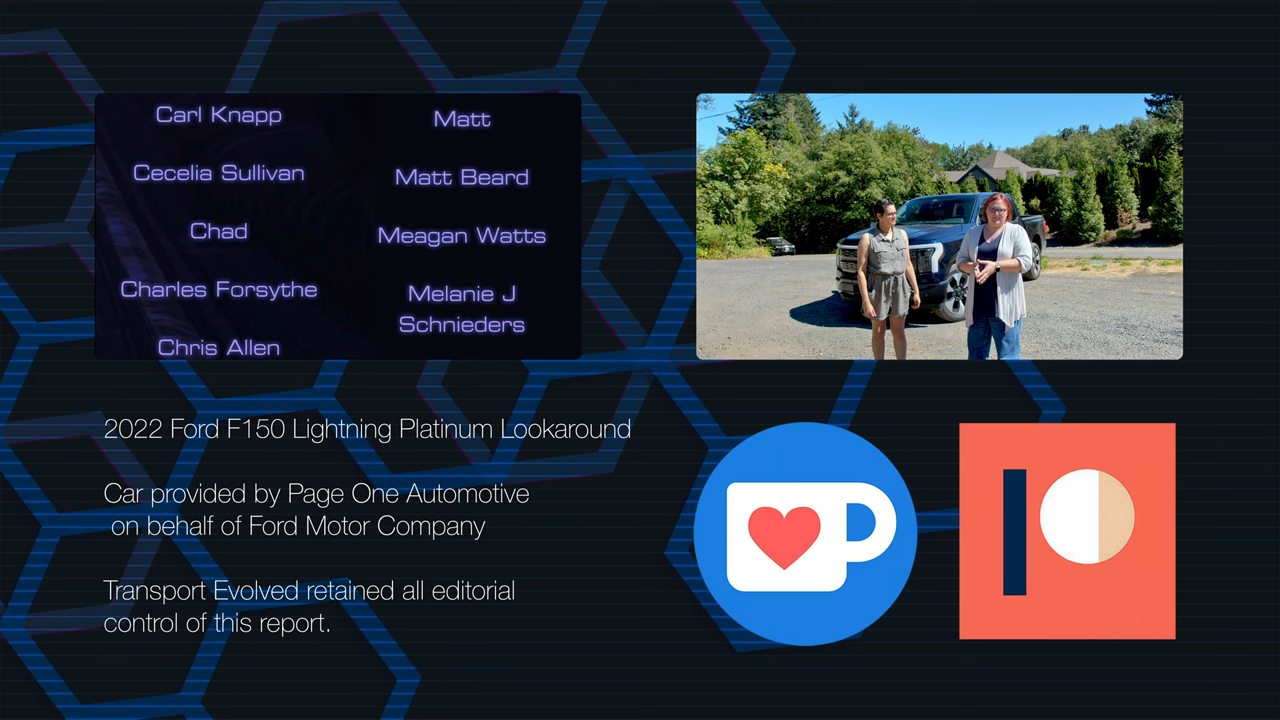 Carl Knapp
Cecelia Sullivan
Chad
Charles Forsythe
Chris Allen
Matt
Matt Beard
Meagan Watts
Melanie J
Schnieders
2022 Ford F150 Lightning Platinum Lookaround
Car provided by Page One Automotive
on behalf of Ford Motor Company
Transport Evolved retained all editorial
control of this report.